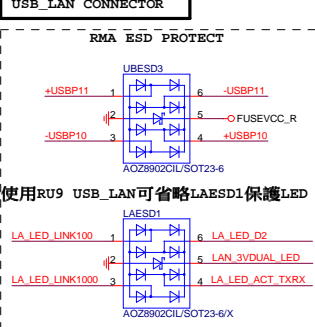 USB_LAN CONNECTOR
RMA ESD PROTECT
UBESD3
+USBP11 1 6 -USBP11
2 5 FUSEVCC_R
-USBP10 3 4 +USBP10
AOZ8902CIL/SOT23-6
使用RU9 USB_LAN可省略LAESD1保護LED
LAESD1
LA_LED_LINK100 1 6 LA_LED_D2
2 5 LAN_3VDUAL_LED
LA_LED_LINK1000 3 4 LA_LED_ACT_TXRX
AOZ8902CIL/SOT23-6/X